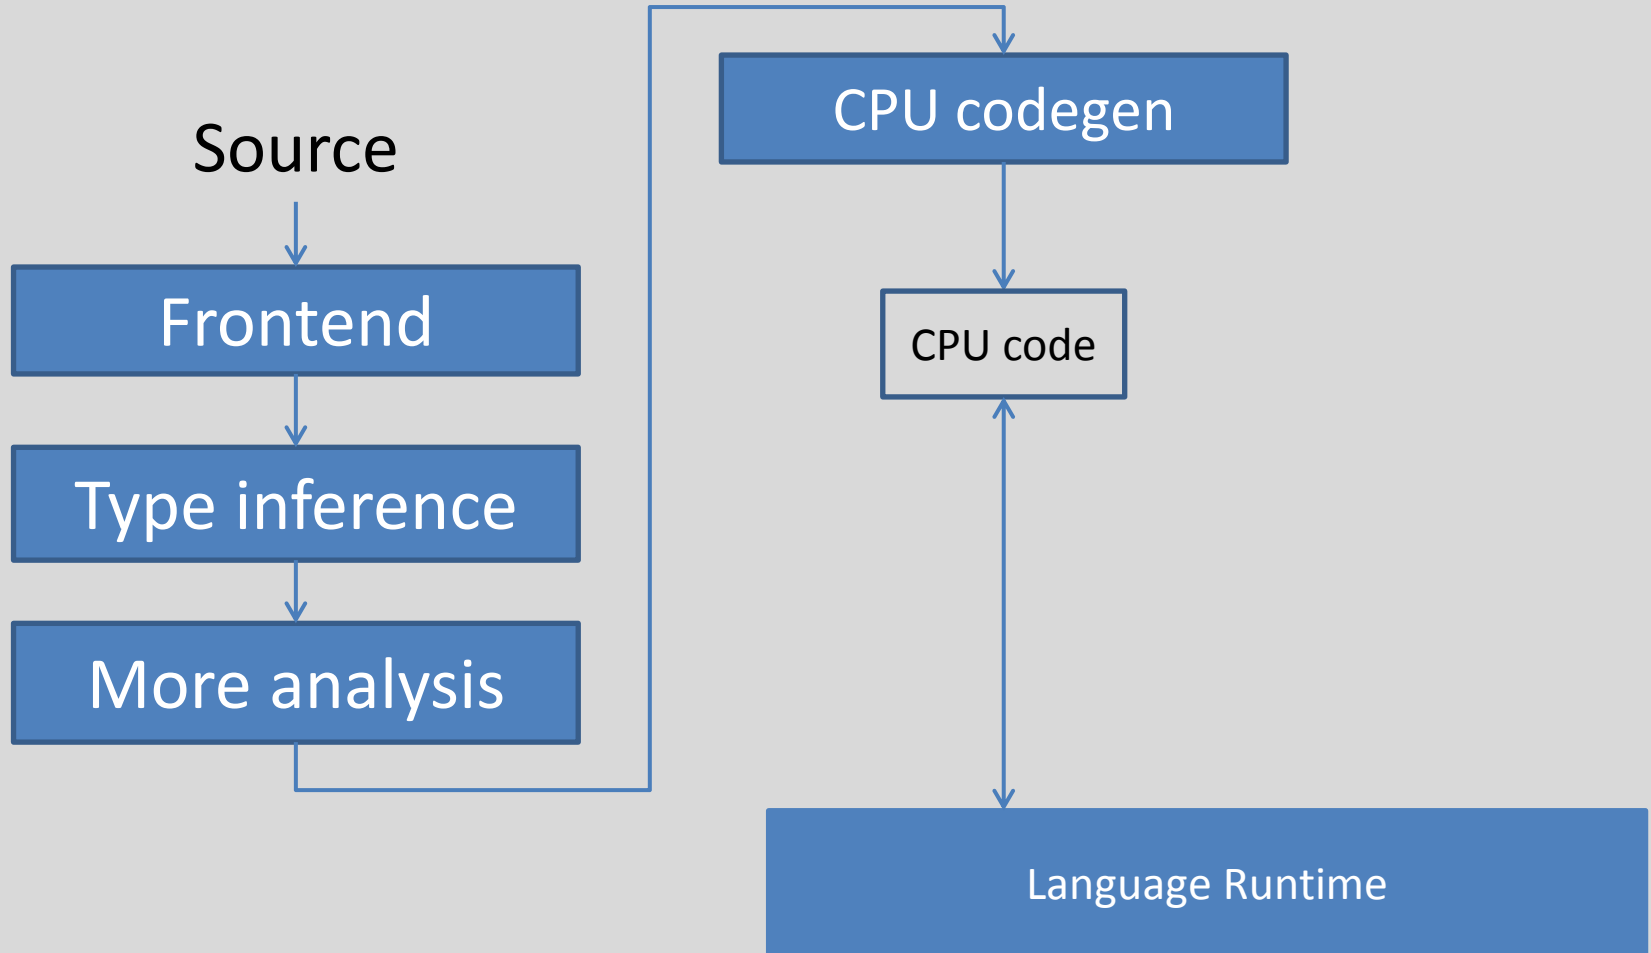 Source
Frontend
Type inference
More analysis
CPU codegen
CPU code
Language Runtime